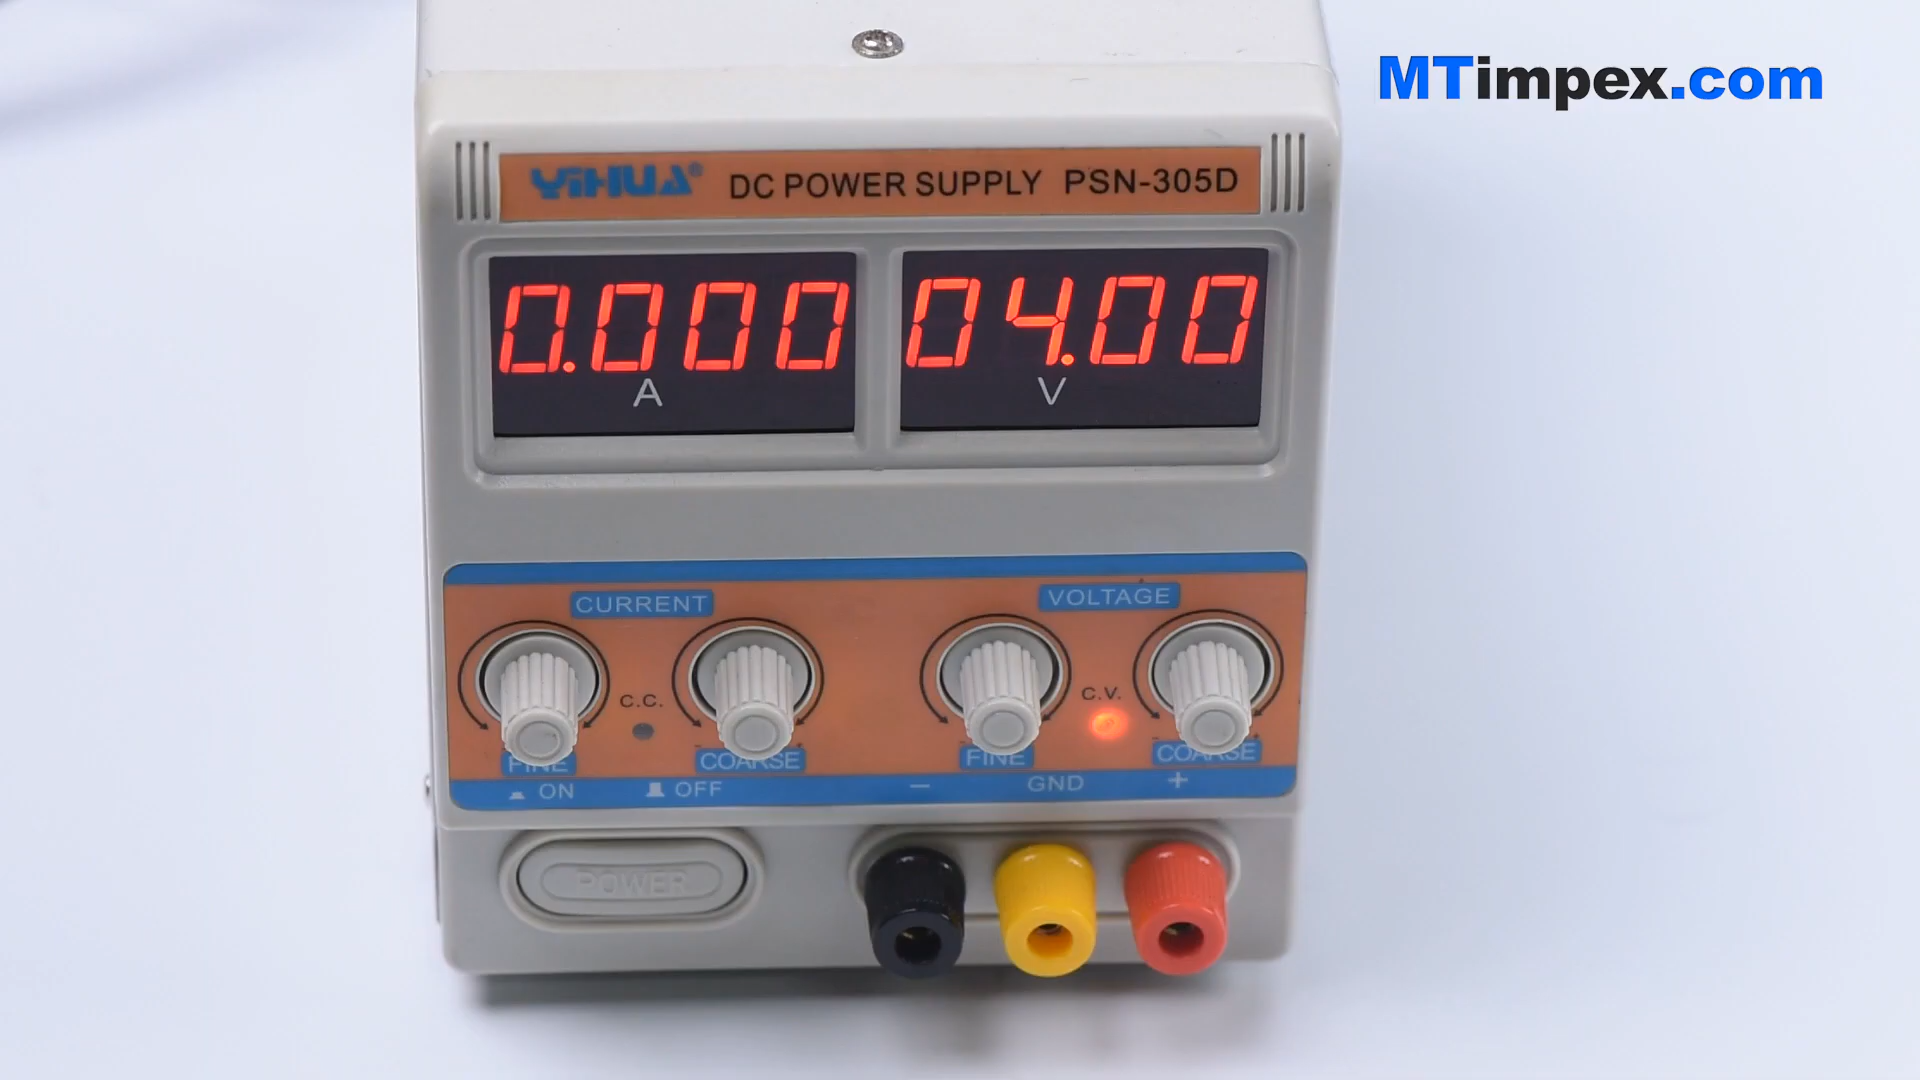 MTimpex.com
YIHUA® DC POWER SUPPLY PSN-305D
0.000 04.00
A V
CURRENT VOLTAGE
C.C. C.V.
FINE COARSE FINE COARSE
ON OFF - GND +
POWER